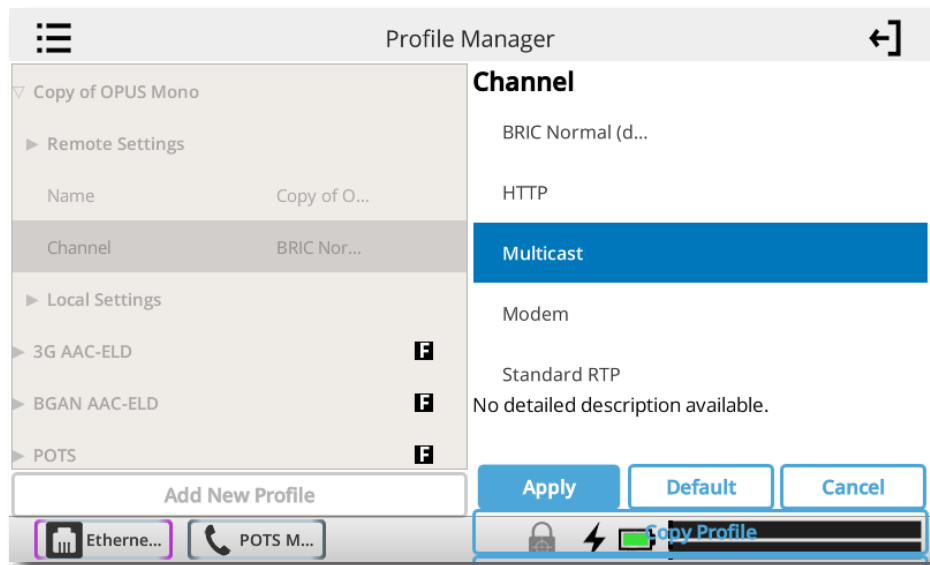 Profile Manager
▽ Copy of OPUS Mono
▶ Remote Settings
Name Copy of O...
Channel BRIC Nor...
▶ Local Settings
▶ 3G AAC-ELD F
▶ BGAN AAC-ELD F
▶ POTS F
Add New Profile
Channel
BRIC Normal (d...
HTTP
Multicast
Modem
Standard RTP
No detailed description available.
Apply Default Cancel
Copy Profile
Etherne... POTS M...